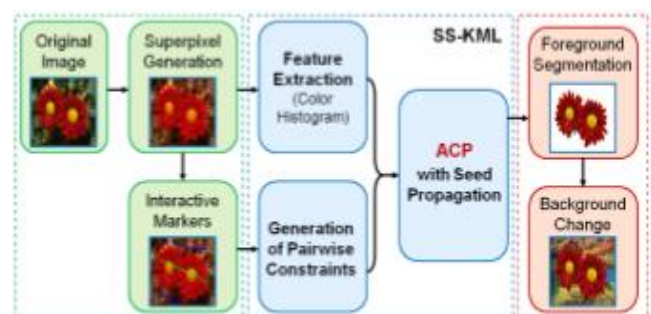 Original
Image
Superpixel
Generation
Interactive
Markers
SS-KML
Feature
Extraction
(Color
Histogram)
Generation
of Pairwise
Constraints
ACP
with Seed
Propagation
Foreground
Segmentation
Background
Change